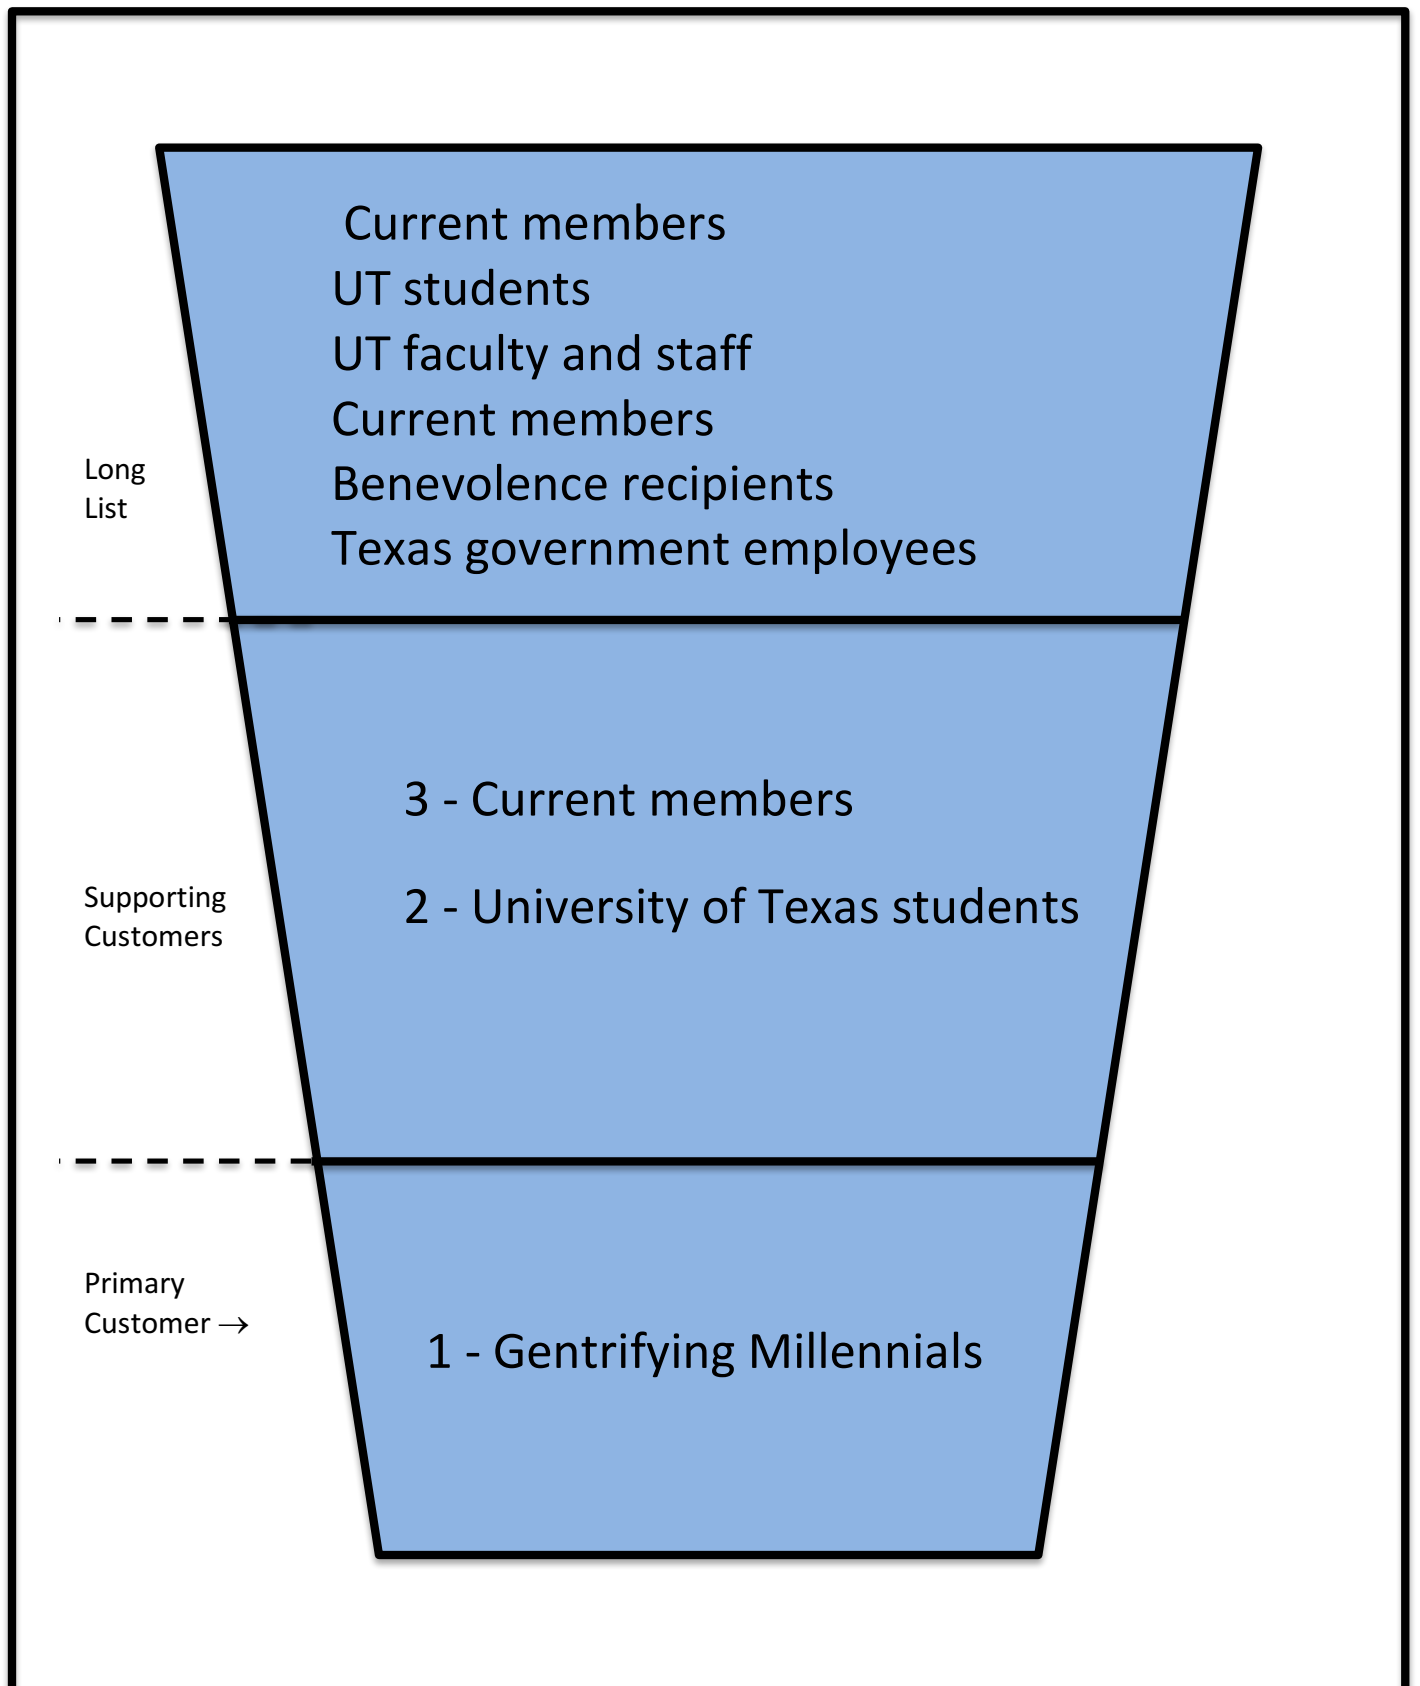 Current members
UT students
UT faculty and staff
Current members
Benevolence recipients
Texas government employees
Long
List
3 - Current members
2 - University of Texas students
Supporting
Customers
Primary
Customer →
1 - Gentrifying Millennials